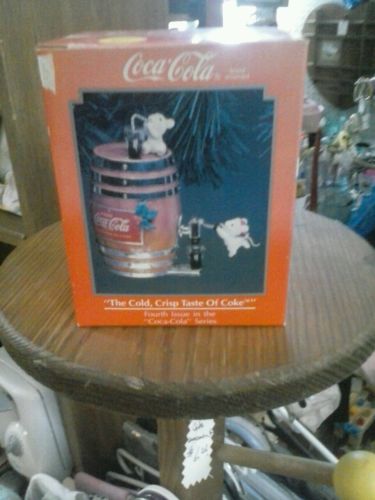 Coca-Cola
Coca-Cola
"The Cold, Crisp Taste Of Coke®"
Fourth Issue in the
"Coca-Cola" Series